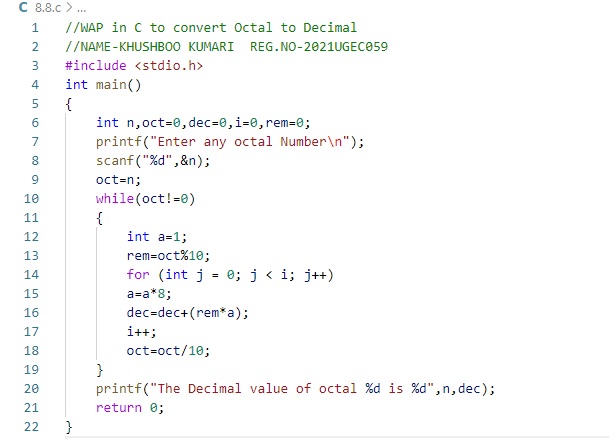 C 8.8.c > ...
1 //WAP in C to convert Octal to Decimal
2 //NAME-KHUSHBOO KUMARI  REG.NO-2021UGEC059
3 #include <stdio.h>
4 int main()
5 {
6     int n,oct=0,dec=0,i=0,rem=0;
7     printf("Enter any octal Number\n");
8     scanf("%d",&n);
9     oct=n;
10     while(oct!=0)
11     {
12         int a=1;
13         rem=oct%10;
14         for (int j = 0; j < i; j++)
15         a=a*8;
16         dec=dec+(rem*a);
17         i++;
18         oct=oct/10;
19     }
20     printf("The Decimal value of octal %d is %d",n,dec);
21     return 0;
22 }